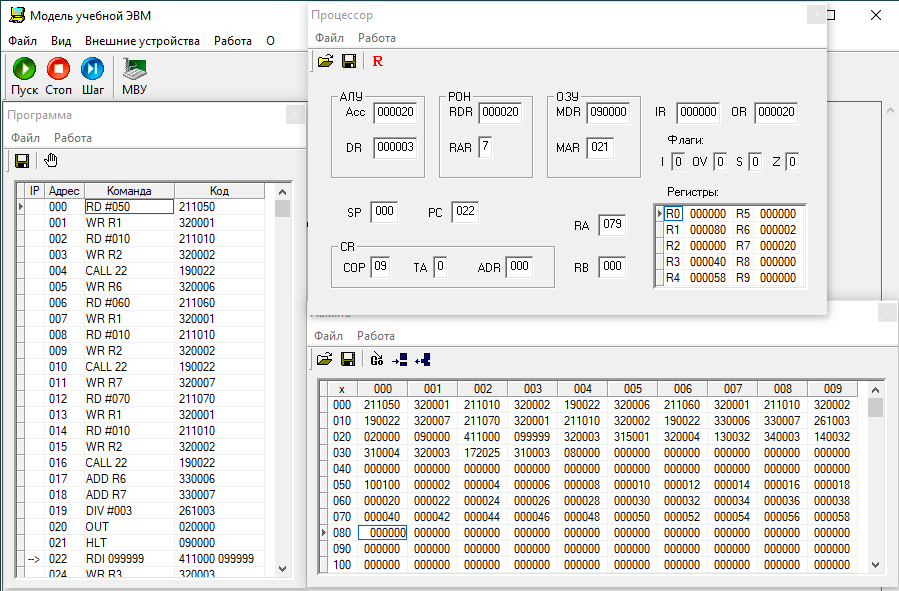 Модель учебной ЭВМ
Файл Вид Внешние устройства Работа О
Пуск Стоп Шаг МВУ
Программа
Файл Работа
IP Адрес Команда Код
000 RD #050 211050
001 WR R1 320001
002 RD #010 211010
003 WR R2 320002
004 CALL 22 190022
005 WR R6 320006
006 RD #060 211060
007 WR R1 320001
008 RD #010 211010
009 WR R2 320002
010 CALL 22 190022
011 WR R7 320007
012 RD #070 211070
013 WR R1 320001
014 RD #010 211010
015 WR R2 320002
016 CALL 22 190022
017 ADD R6 330006
018 ADD R7 330007
019 DIV #003 261003
020 OUT 020000
021 HLT 090000
--> 022 RDI 099999 411000 099999
024 WR R3 320003
Процессор
Файл Работа
R
АЛУ РОН ОЗУ
Acc 000020 RDR 000020 MDR 090000 IR 000000 OR 000020
DR 000003 RAR 7 MAR 021
Флаги:
I 0 OV 0 S 0 Z 0
SP 000 PC 022 RA 079
CR
COP 09 TA 0 ADR 000 RB 000
Регистры:
R0 000000 R5 000000
R1 000080 R6 000002
R2 000000 R7 000020
R3 000040 R8 000000
R4 000058 R9 000000
Файл Работа
GO
x 000 001 002 003 004 005 006 007 008 009
000 211050 320001 211010 320002 190022 320006 211060 320001 211010 320002
010 190022 320007 211070 320001 211010 320002 190022 330006 330007 261003
020 020000 090000 411000 099999 320003 315001 320004 130032 340003 140032
030 310004 320003 172025 310003 080000 000000 000000 000000 000000 000000
040 000000 000000 000000 000000 000000 000000 000000 000000 000000 000000
050 100100 000002 000004 000006 000008 000010 000012 000014 000016 000018
060 000020 000022 000024 000026 000028 000030 000032 000034 000036 000038
070 000040 000042 000044 000046 000048 000050 000052 000054 000056 000058
080 000000 000000 000000 000000 000000 000000 000000 000000 000000 000000
090 000000 000000 000000 000000 000000 000000 000000 000000 000000 000000
100 000000 000000 000000 000000 000000 000000 000000 000000 000000 000000